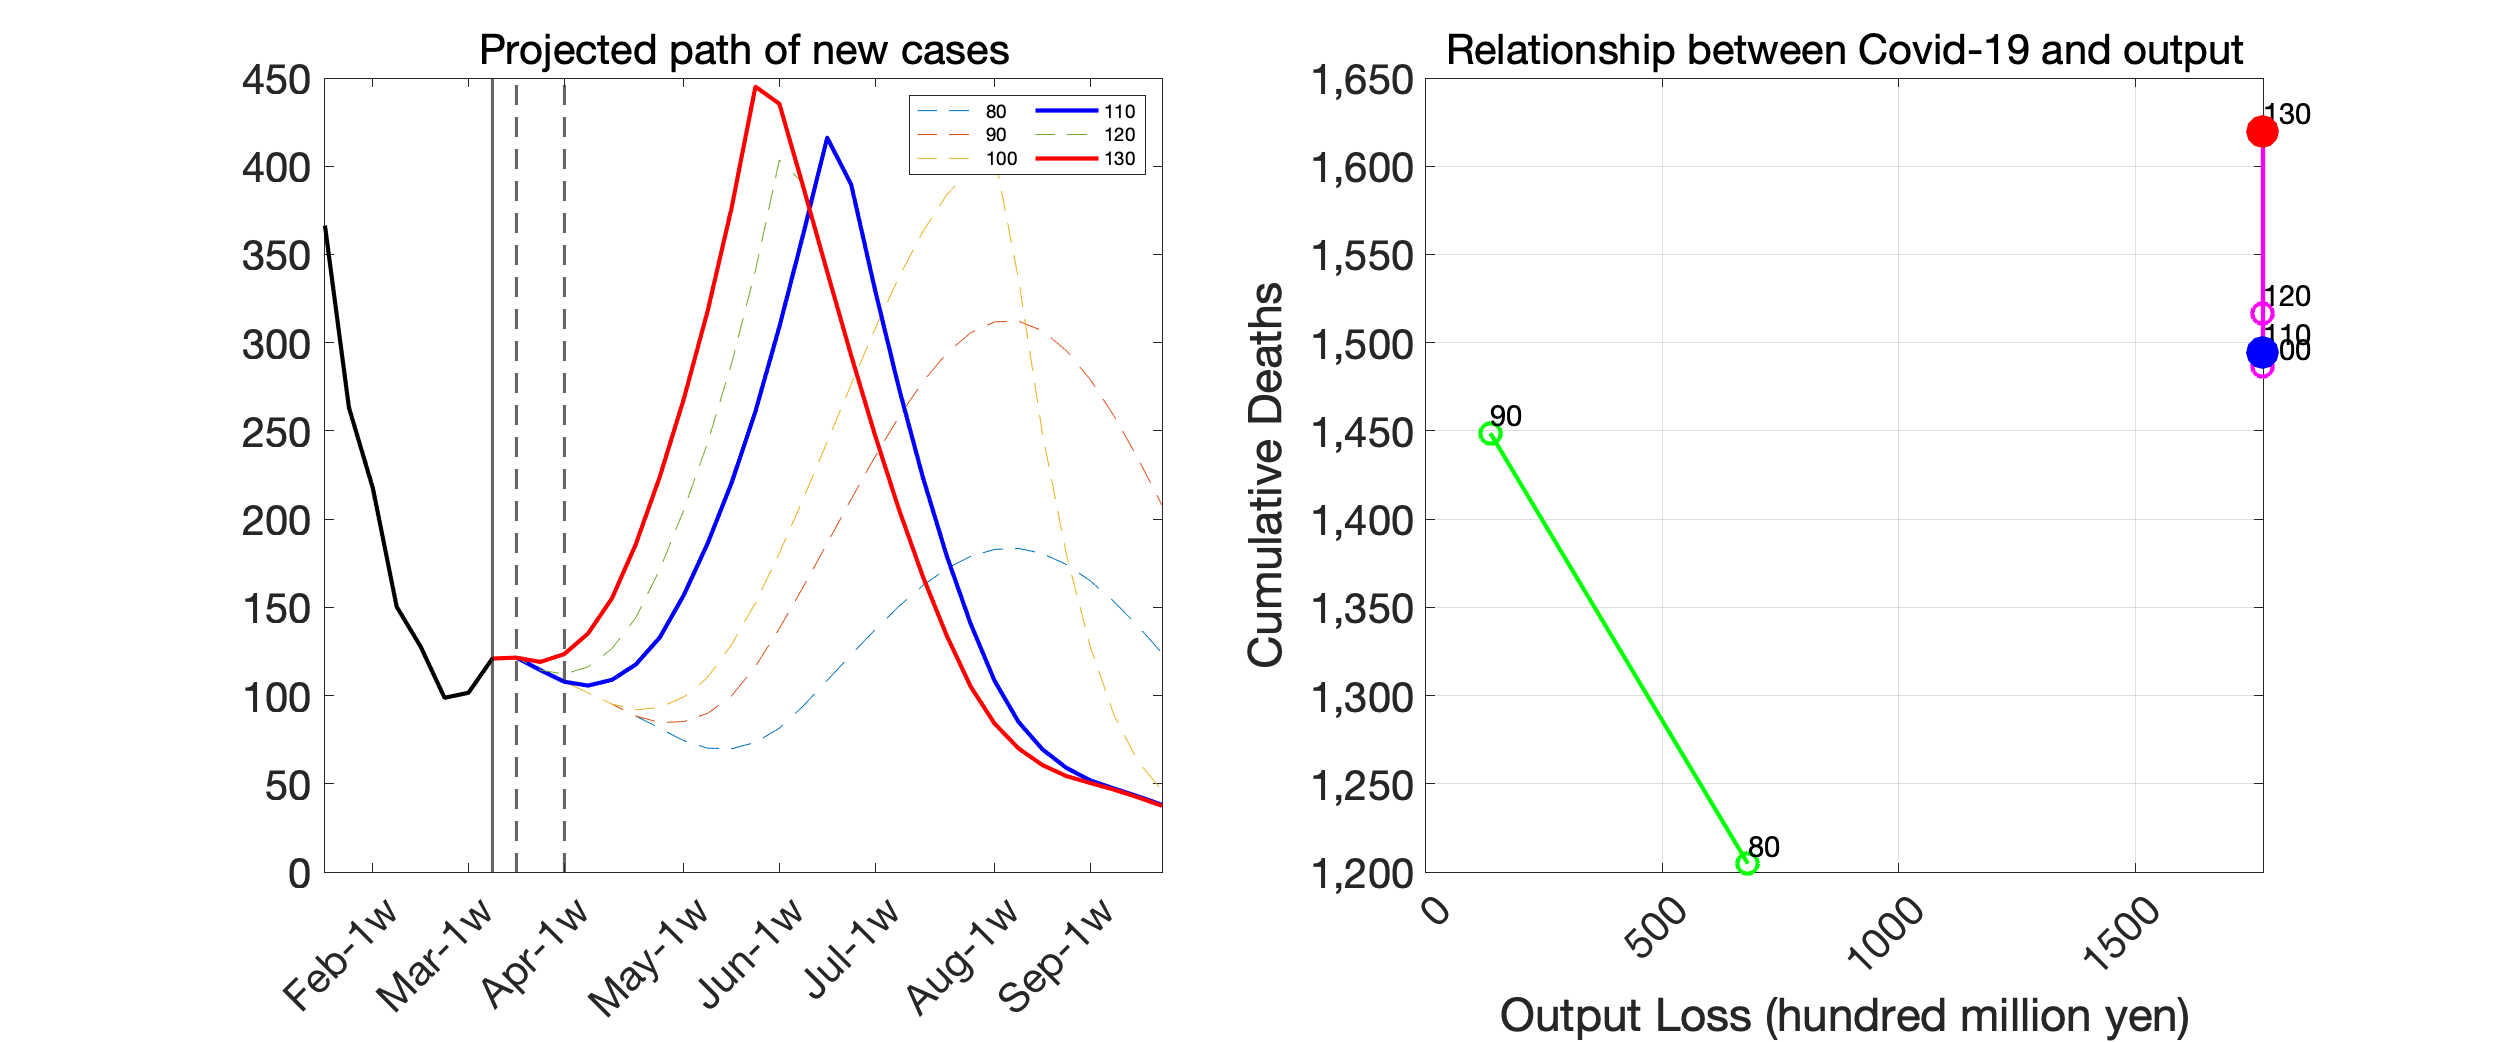 Projected path of new cases
450
400
350
300
250
200
150
100
50
0
80
90
100
110
120
130
Feb-1w
Mar-1w
Apr-1w
May-1w
Jun-1w
Jul-1w
Aug-1w
Sep-1w
Relationship between Covid-19 and output
Cumulative Deaths
1,650
1,600
1,550
1,500
1,450
1,400
1,350
1,300
1,250
1,200
130
120
110
90
80
0
500
1000
1500
Output Loss (hundred million yen)